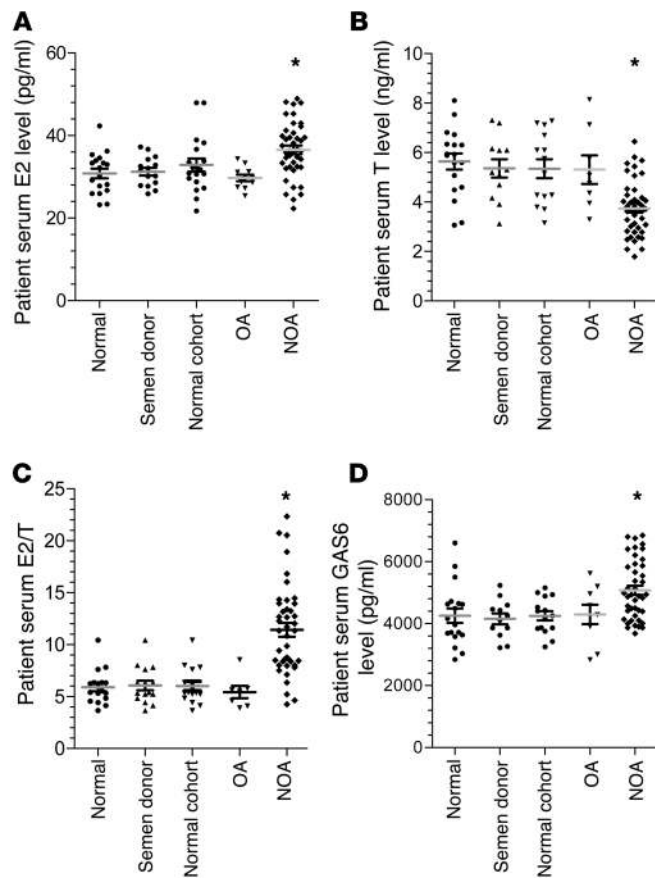 A
Patient serum E2 level (pg/ml)
60
40
20
0
*
Normal
Semen donor
Normal cohort
OA
NOA
B
Patient serum T level (ng/ml)
10
8
6
4
2
0
*
Normal
Semen donor
Normal cohort
OA
NOA
C
Patient serum E2/T
25
20
15
10
5
0
*
Normal
Semen donor
Normal cohort
OA
NOA
D
Patient serum GAS6
level (pg/ml)
8000
6000
4000
2000
0
*
Normal
Semen donor
Normal cohort
OA
NOA